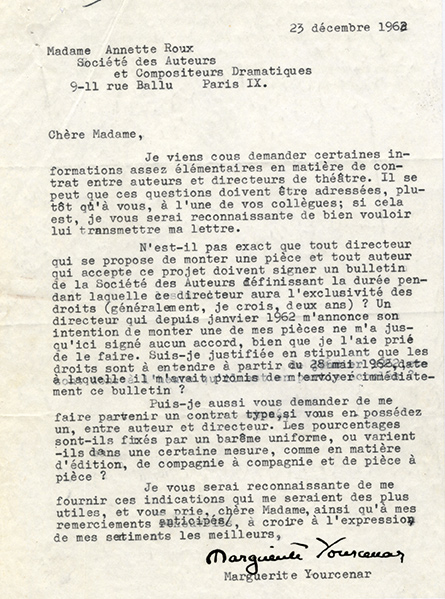 23 décembre 1962
Madame Annette Roux
Société des Auteurs
et Compositeurs Dramatiques
9-11 rue Ballu Paris IX.
Chère Madame,
Je viens cous demander certaines in-
formations assez élémentaires en matière de con-
trat entre auteurs et directeurs de théâtre. Il se
peut que ces questions doivent être adressées, plu-
tôt qu'à vous, à l'une de vos collègues; si cela
est, je vous serai reconnaissante de bien vouloir
lui transmettre ma lettre.
N'est-il pas exact que tout directeur
qui se propose de monter une pièce et tout auteur
qui accepte ce projet doivent signer un bulletin
de la Société des Auteurs définissant la durée pen-
dant laquelle ce directeur aura l'exclusivité des
droits (généralement, je crois, deux ans) ? Un
directeur qui depuis janvier 1962 m'annonce son
intention de monter une de mes pièces ne m'a jus-
qu'ici signé aucun accord, bien que je l'aie prié
de le faire. Suis-je justifiée en stipulant que les
droits sont à entendre à partir du 28 mai 1962, date
à laquelle il m'avait promis de m'envoyer immédiate-
ment ce bulletin ?
Puis-je aussi vous demander de me
faire partvenir un contrat type, si vous en possédez
un, entre auteur et directeur. Les pourcentages
sont-ils fixés par un barême uniforme, ou varient
-ils dans une certaine mesure, comme en matière
d'édition, de compagnie à compagnie et de pièce à
pièce ?
Je vous serai reconnaissante de me
fournir ces indications qui me seraient des plus
utiles, et vous prie, chère Madame, ainsi qu'à mes
remerciements anticipés, à croire à l'expression
de mes setiments les meilleurs,
Marguerite Yourcenar
Marguerite Yourcenar